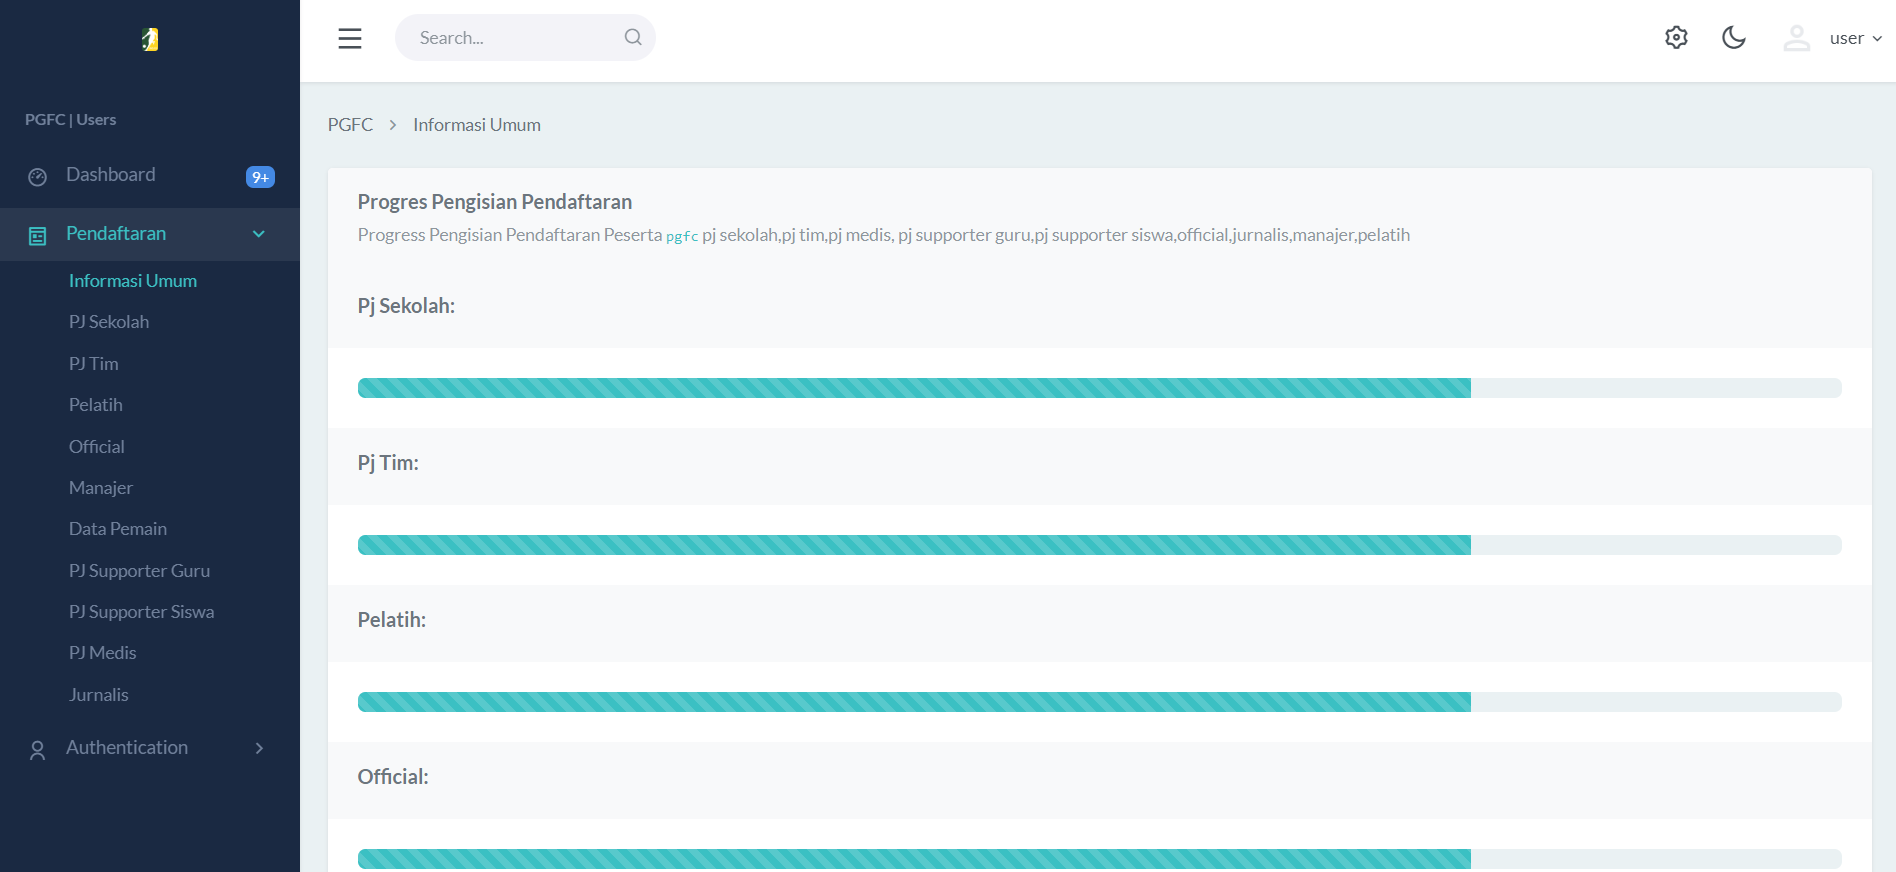 PGFC | Users
Dashboard
9+
Pendaftaran
Informasi Umum
PJ Sekolah
PJ Tim
Pelatih
Official
Manajer
Data Pemain
PJ Supporter Guru
PJ Supporter Siswa
PJ Medis
Jurnalis
Authentication
Search...
user
PGFC > Informasi Umum
Progres Pengisian Pendaftaran
Progress Pengisian Pendaftaran Peserta pgfc pj sekolah,pj tim,pj medis, pj supporter guru,pj supporter siswa,official,jurnalis,manajer,pelatih
Pj Sekolah:
Pj Tim:
Pelatih:
Official: